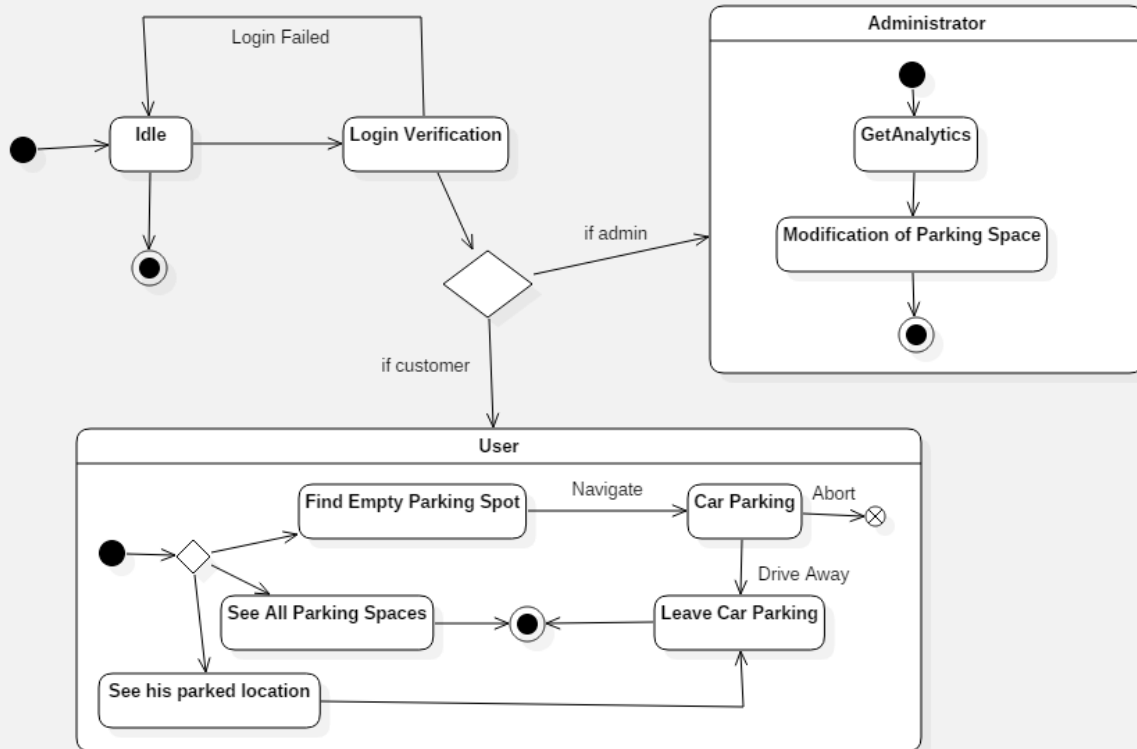 Login Failed
Administrator
Idle
Login Verification
GetAnalytics
if admin
Modification of Parking Space
if customer
User
Find Empty Parking Spot
Navigate
Car Parking
Abort
Drive Away
See All Parking Spaces
Leave Car Parking
See his parked location